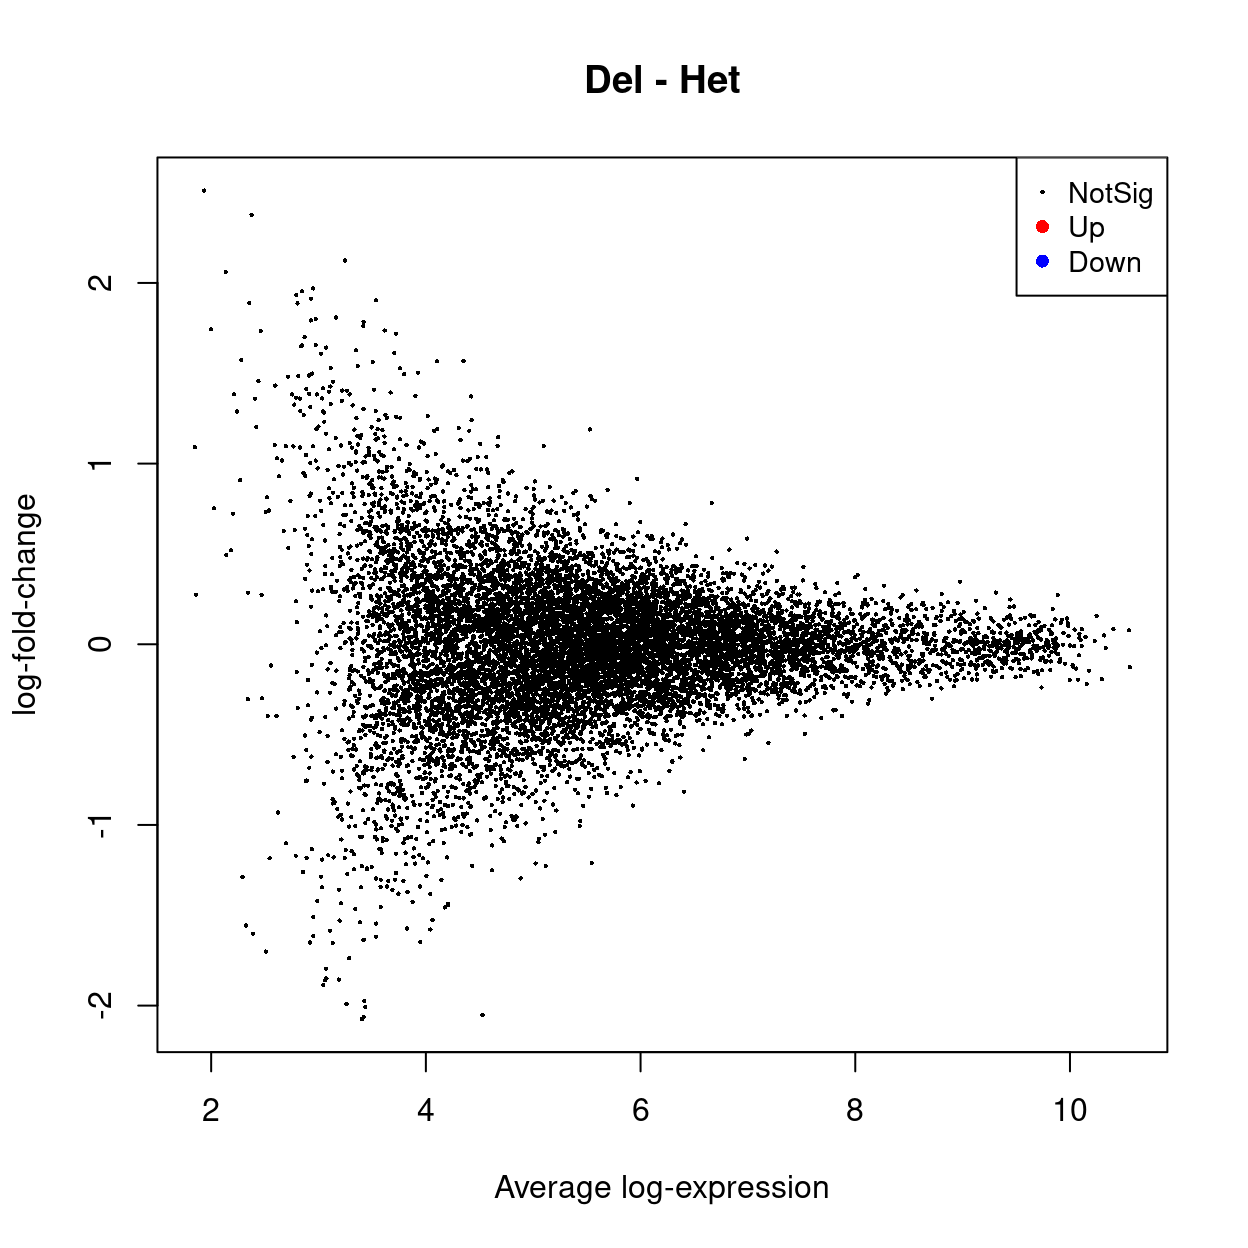 Del - Het
NotSig
Up
Down
2
1
0
-1
-2
log-fold-change
2 4 6 8 10
Average log-expression